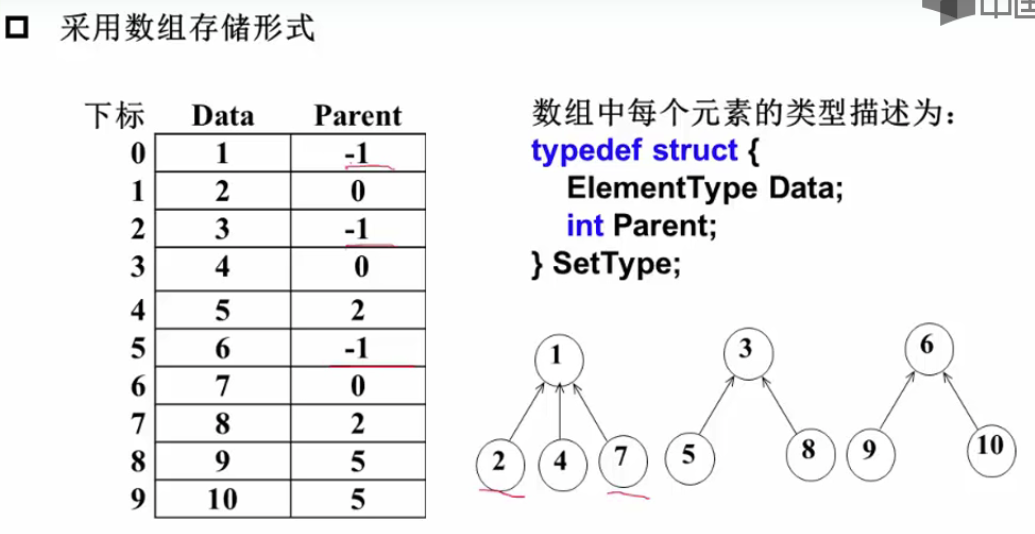 中国
采用数组存储形式
下标 Data Parent
0 1 -1
1 2 0
2 3 -1
3 4 0
4 5 2
5 6 -1
6 7 0
7 8 2
8 9 5
9 10 5
数组中每个元素的类型描述为：
typedef struct {
ElementType Data;
int Parent;
} SetType;
1 3 6
2 4 7 5 8 9 10